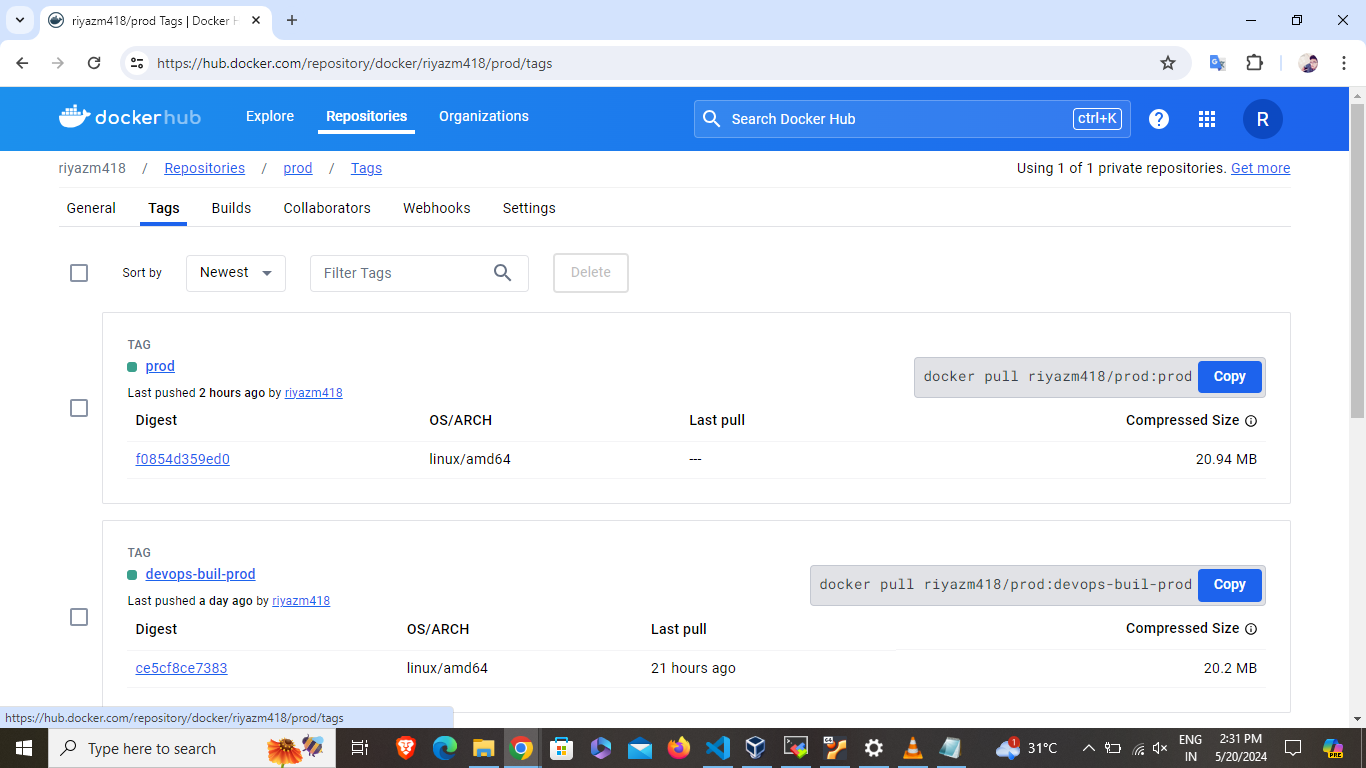 riyazm418/prod Tags | Docker H
https://hub.docker.com/repository/docker/riyazm418/prod/tags
dockerhub Explore Repositories Organizations Search Docker Hub ctrl+K ? R
riyazm418 / Repositories / prod / Tags Using 1 of 1 private repositories. Get more
General Tags Builds Collaborators Webhooks Settings
Sort by Newest Filter Tags Delete
TAG
prod docker pull riyazm418/prod:prod Copy
Last pushed 2 hours ago by riyazm418
Digest OS/ARCH Last pull Compressed Size
f0854d359ed0 linux/amd64 --- 20.94 MB
TAG
devops-buil-prod docker pull riyazm418/prod:devops-buil-prod Copy
Last pushed a day ago by riyazm418
Digest OS/ARCH Last pull Compressed Size
ce5cf8ce7383 linux/amd64 21 hours ago 20.2 MB
https://hub.docker.com/repository/docker/riyazm418/prod/tags
Type here to search 1 31°C ENG 2:31 PM
IN 5/20/2024 PRE